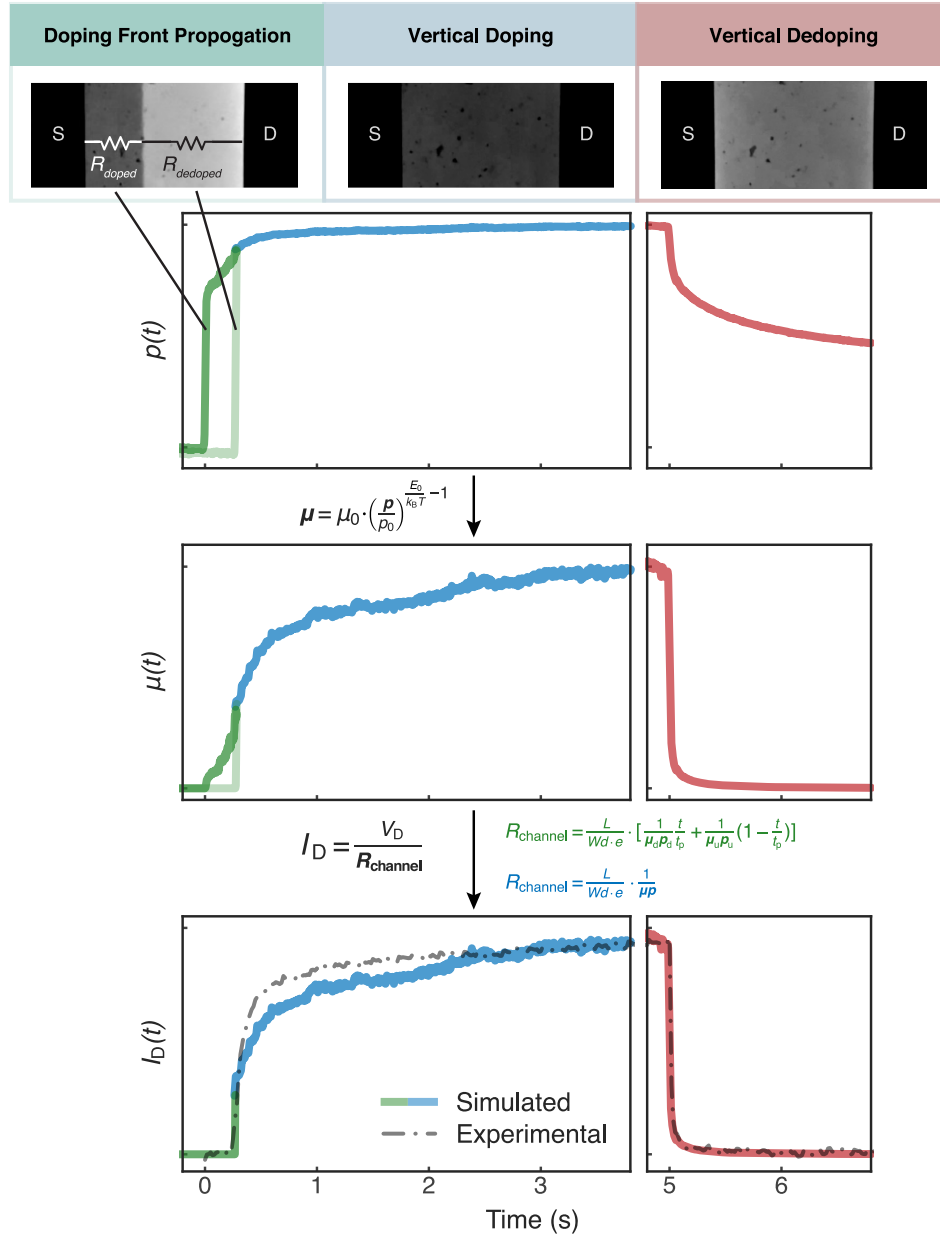 Doping Front Propogation
Vertical Doping
Vertical Dedoping
S
R_doped
R_dedoped
D
S
D
S
D
p(t)
μ = μ₀·(p/p₀)^(E₀/(k_B T) − 1)
μ(t)
I_D = V_D/R_channel
R_channel = L/(Wd·e) · [1/(μ_d p_d) t/t_p + 1/(μ_u p_u) (1 − t/t_p)]
R_channel = L/(Wd·e) · 1/(μp)
I_D(t)
Simulated
Experimental
0 1 2 3 5 6
Time (s)